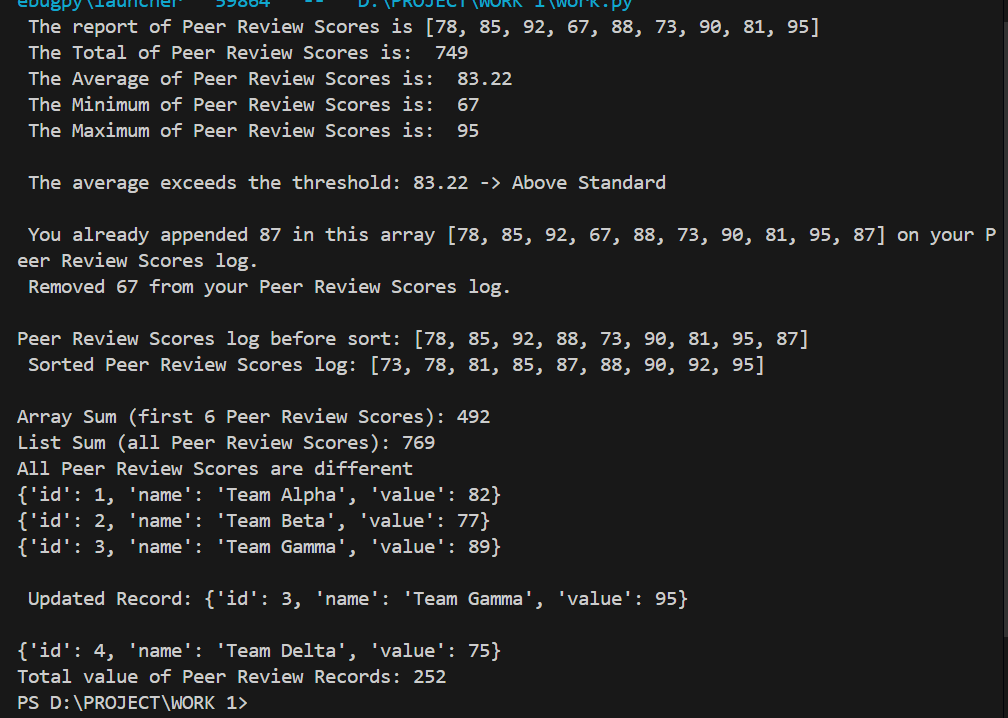 ebugpy\launcher' '59864' '--' 'D:\PROJECT\WORK 1\work.py'
The report of Peer Review Scores is [78, 85, 92, 67, 88, 73, 90, 81, 95]
The Total of Peer Review Scores is:  749
The Average of Peer Review Scores is:  83.22
The Minimum of Peer Review Scores is:  67
The Maximum of Peer Review Scores is:  95
The average exceeds the threshold: 83.22 -> Above Standard
You already appended 87 in this array [78, 85, 92, 67, 88, 73, 90, 81, 95, 87] on your P
eer Review Scores log.
Removed 67 from your Peer Review Scores log.
Peer Review Scores log before sort: [78, 85, 92, 88, 73, 90, 81, 95, 87]
Sorted Peer Review Scores log: [73, 78, 81, 85, 87, 88, 90, 92, 95]
Array Sum (first 6 Peer Review Scores): 492
List Sum (all Peer Review Scores): 769
All Peer Review Scores are different
{'id': 1, 'name': 'Team Alpha', 'value': 82}
{'id': 2, 'name': 'Team Beta', 'value': 77}
{'id': 3, 'name': 'Team Gamma', 'value': 89}
Updated Record: {'id': 3, 'name': 'Team Gamma', 'value': 95}
{'id': 4, 'name': 'Team Delta', 'value': 75}
Total value of Peer Review Records: 252
PS D:\PROJECT\WORK 1>